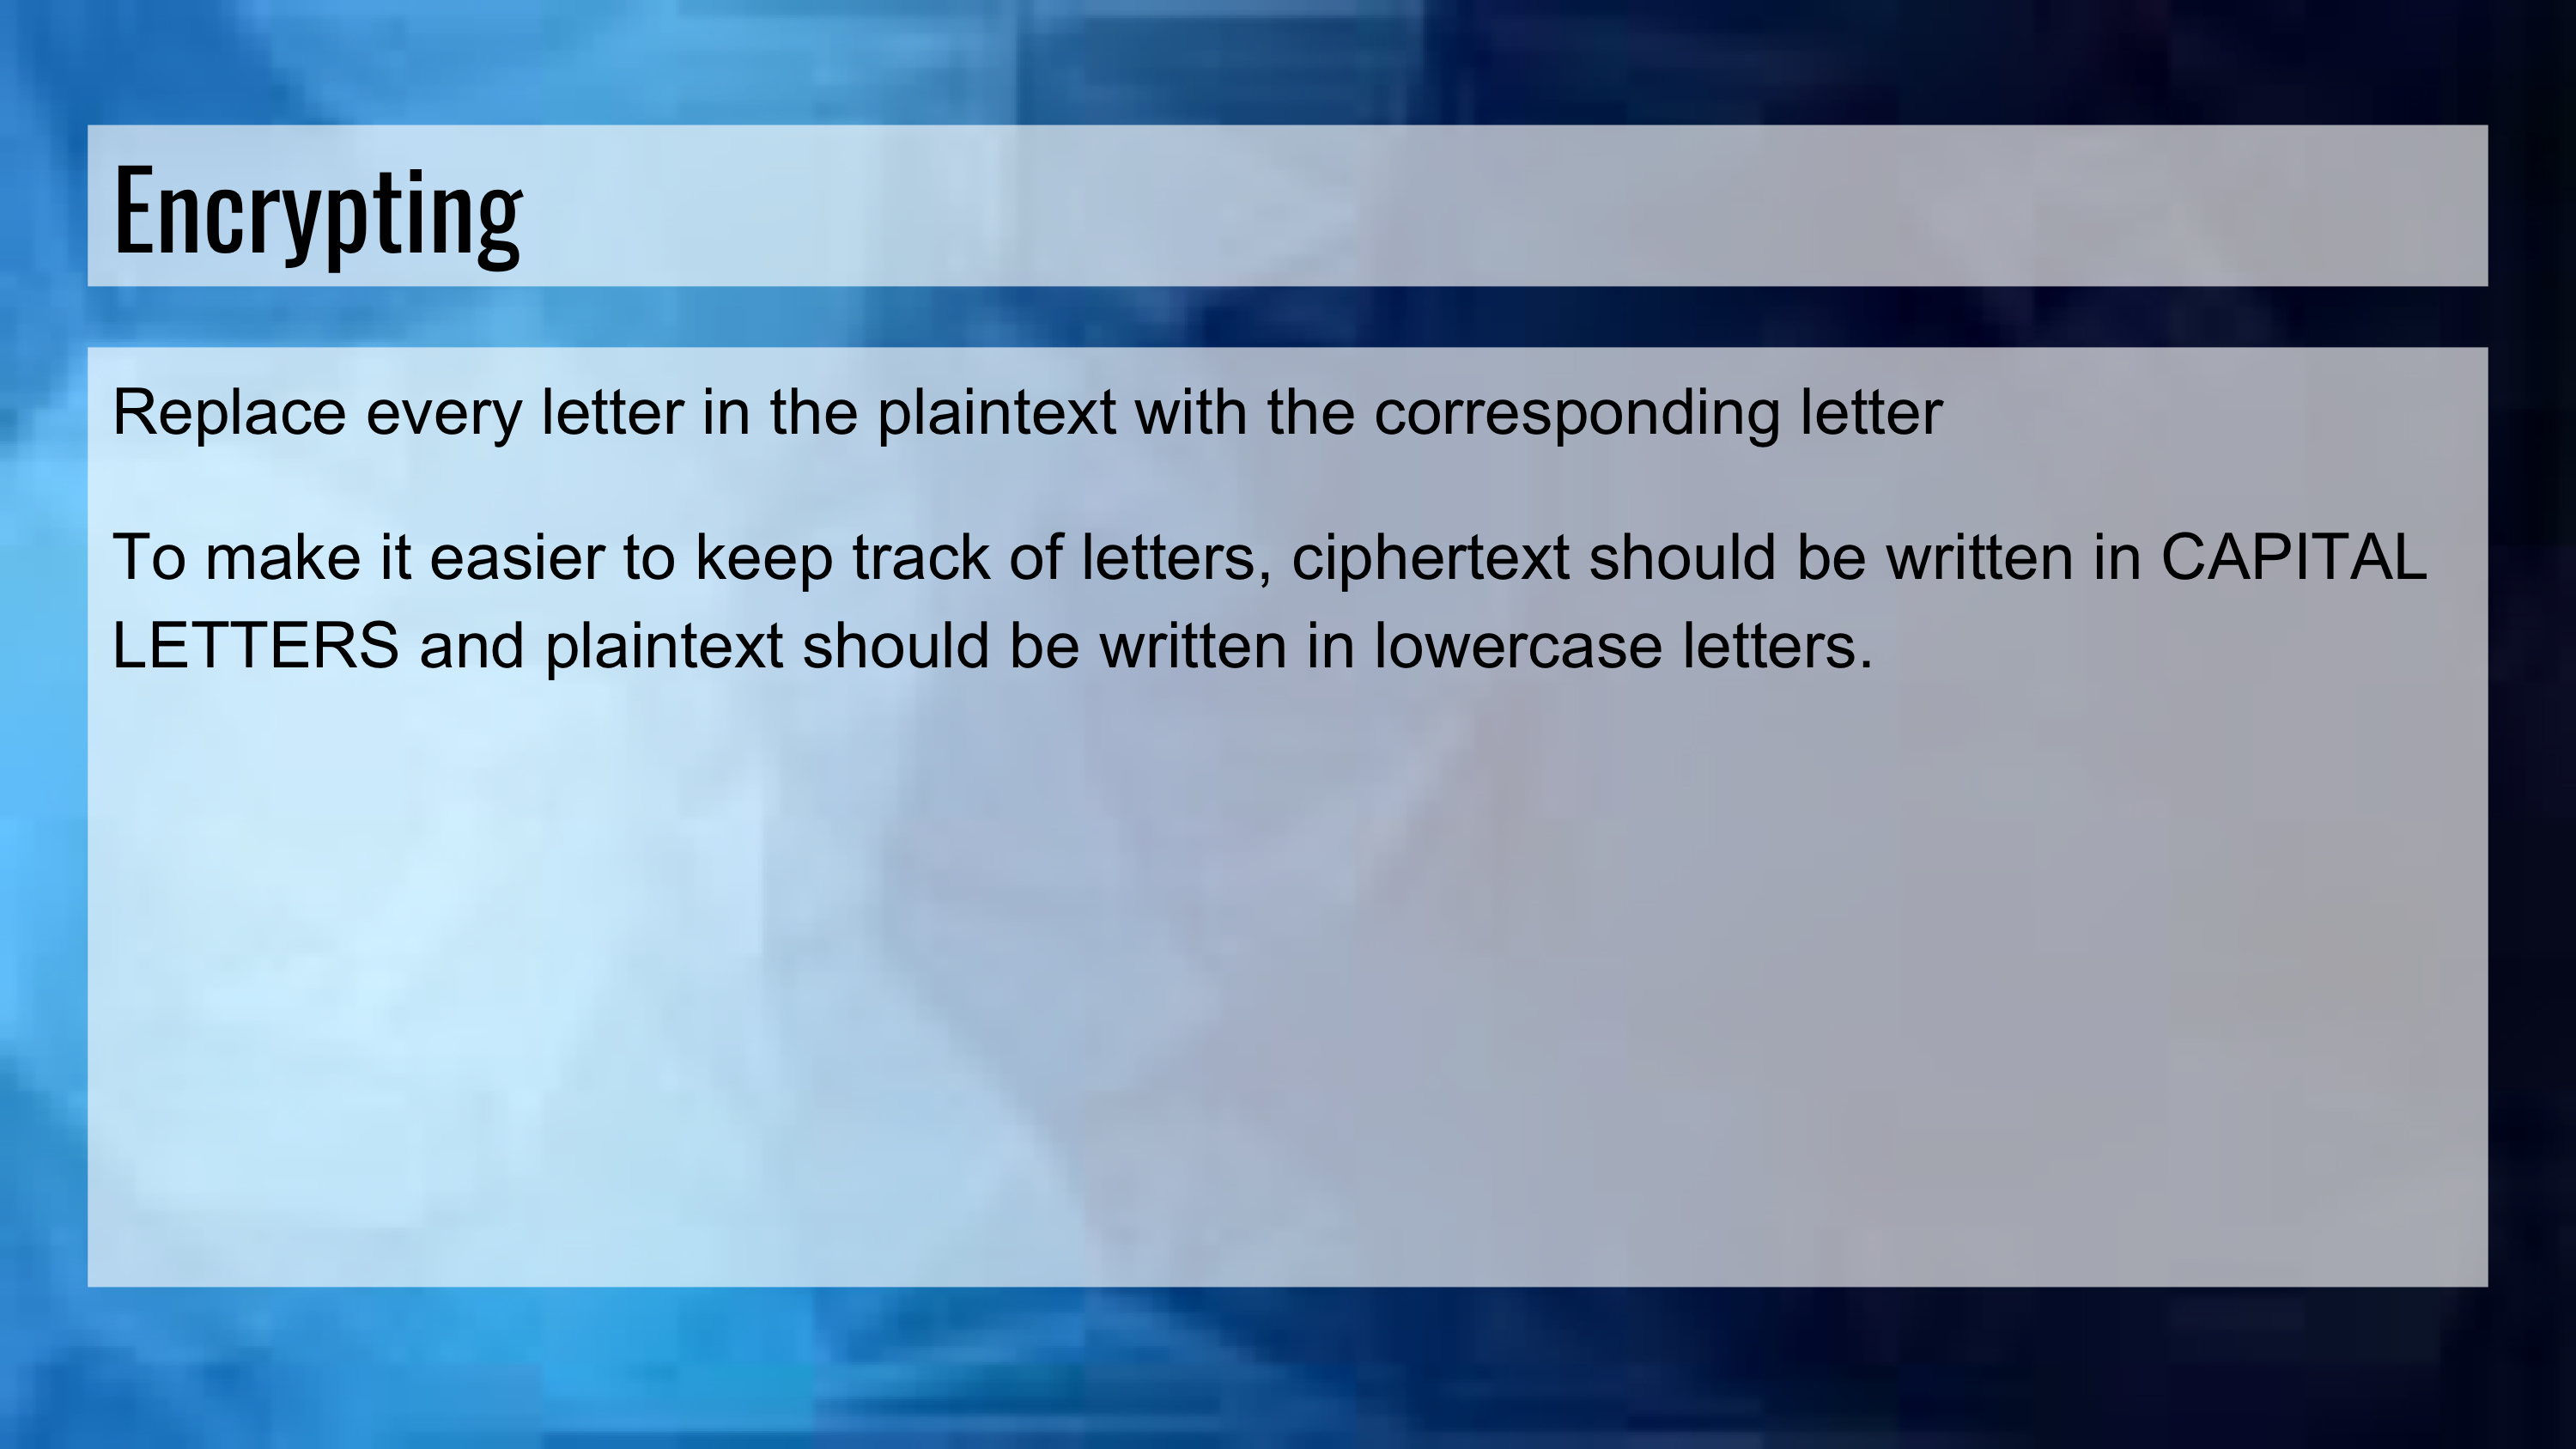 Encrypting
Replace every letter in the plaintext with the corresponding letter
To make it easier to keep track of letters, ciphertext should be written in CAPITAL
LETTERS and plaintext should be written in lowercase letters.